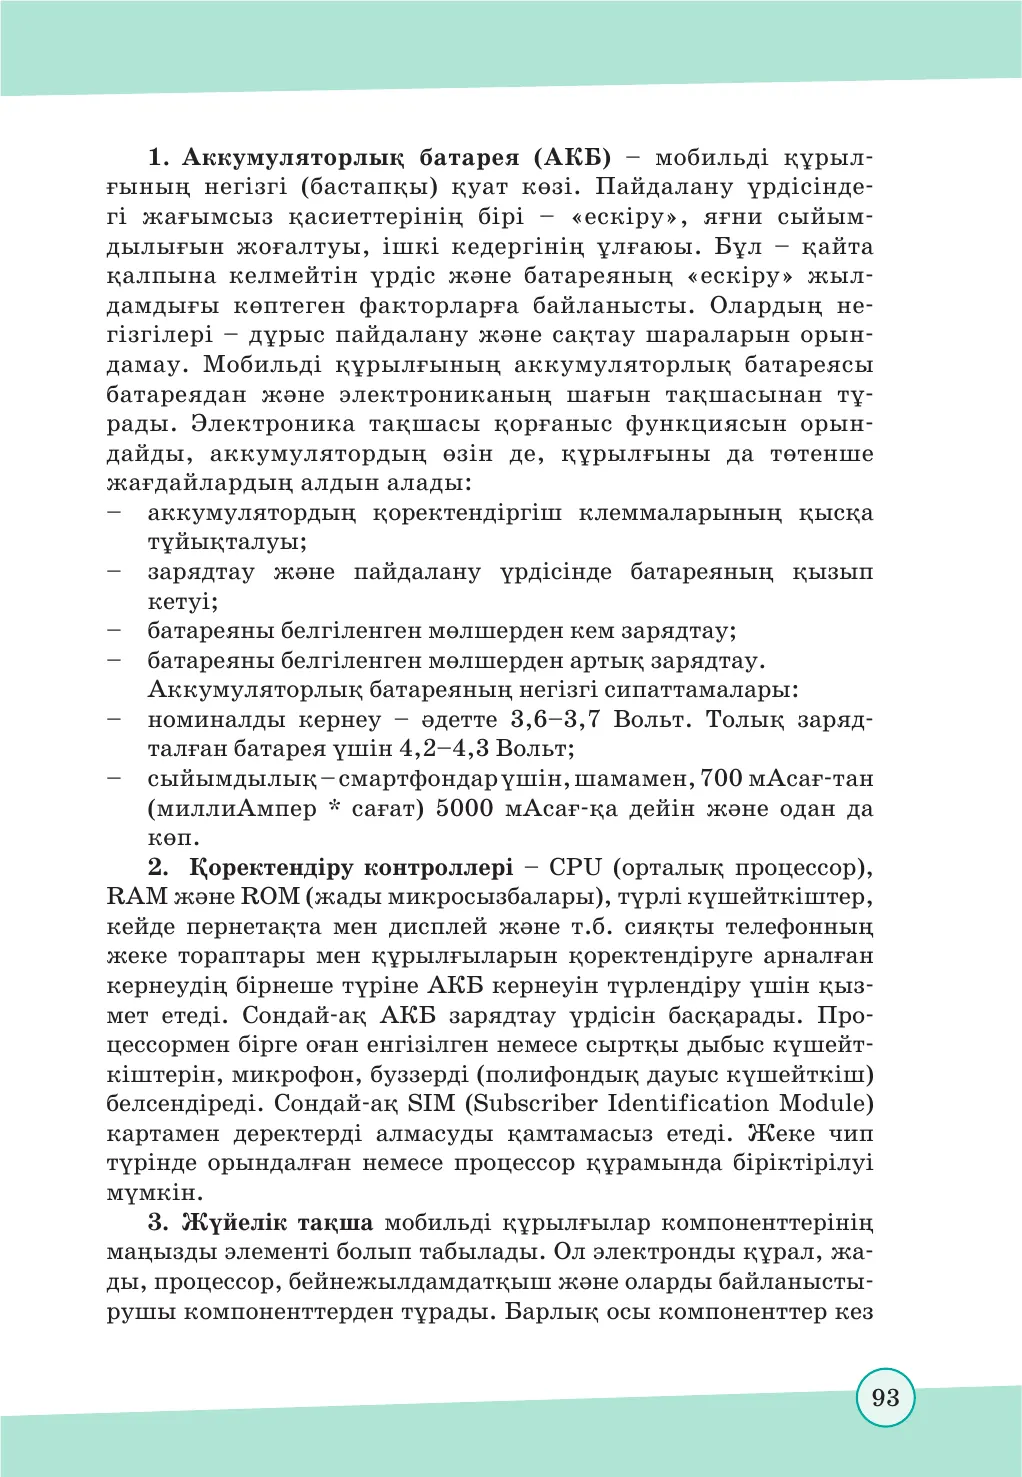 1. Аккумуляторлық батарея (АКБ) – мобильді құрыл-
ғының негізгі (бастапқы) қуат көзі. Пайдалану үрдісінде-
гі жағымсыз қасиеттерінің бірі – «ескіру», яғни сыйым-
дылығын жоғалтуы, ішкі кедергінің ұлғаюы. Бұл – қайта
қалпына келмейтін үрдіс және батареяның «ескіру» жыл-
дамдығы көптеген факторларға байланысты. Олардың не-
гізгілері – дұрыс пайдалану және сақтау шараларын орын-
дамау. Мобильді құрылғының аккумуляторлық батареясы
батареядан және электрониканың шағын тақшасынан тұ-
рады. Электроника тақшасы қорғаныс функциясын орын-
дайды, аккумулятордың өзін де, құрылғыны да төтенше
жағдайлардың алдын алады:
– аккумулятордың қоректендіргіш клеммаларының қысқа
тұйықталуы;
– зарядтау және пайдалану үрдісінде батареяның қызып
кетуі;
– батареяны белгіленген мөлшерден кем зарядтау;
– батареяны белгіленген мөлшерден артық зарядтау.
Аккумуляторлық батареяның негізгі сипаттамалары:
– номиналды кернеу – әдетте 3,6–3,7 Вольт. Толық заряд-
талған батарея үшін 4,2–4,3 Вольт;
– сыйымдылық – смартфондар үшін, шамамен, 700 мАсағ-тан
(миллиАмпер * сағат) 5000 мАсағ-қа дейін және одан да
көп.
2. Қоректендіру контроллері – CPU (орталық процессор),
RAM және ROM (жады микросызбалары), түрлі күшейткіштер,
кейде пернетақта мен дисплей және т.б. сияқты телефонның
жеке тораптары мен құрылғыларын қоректендіруге арналған
кернеудің бірнеше түріне АКБ кернеуін түрлендіру үшін қыз-
мет етеді. Сондай-ақ АКБ зарядтау үрдісін басқарады. Про-
цессормен бірге оған енгізілген немесе сыртқы дыбыс күшейт-
кіштерін, микрофон, буззерді (полифондық дауыс күшейткіш)
белсендіреді. Сондай-ақ SIM (Subscriber Identification Module)
картамен деректерді алмасуды қамтамасыз етеді. Жеке чип
түрінде орындалған немесе процессор құрамында біріктірілуі
мүмкін.
3. Жүйелік тақша мобильді құрылғылар компоненттерінің
маңызды элементі болып табылады. Ол электронды құрал, жа-
ды, процессор, бейнежылдамдатқыш және оларды байланысты-
рушы компоненттерден тұрады. Барлық осы компоненттер кез
93